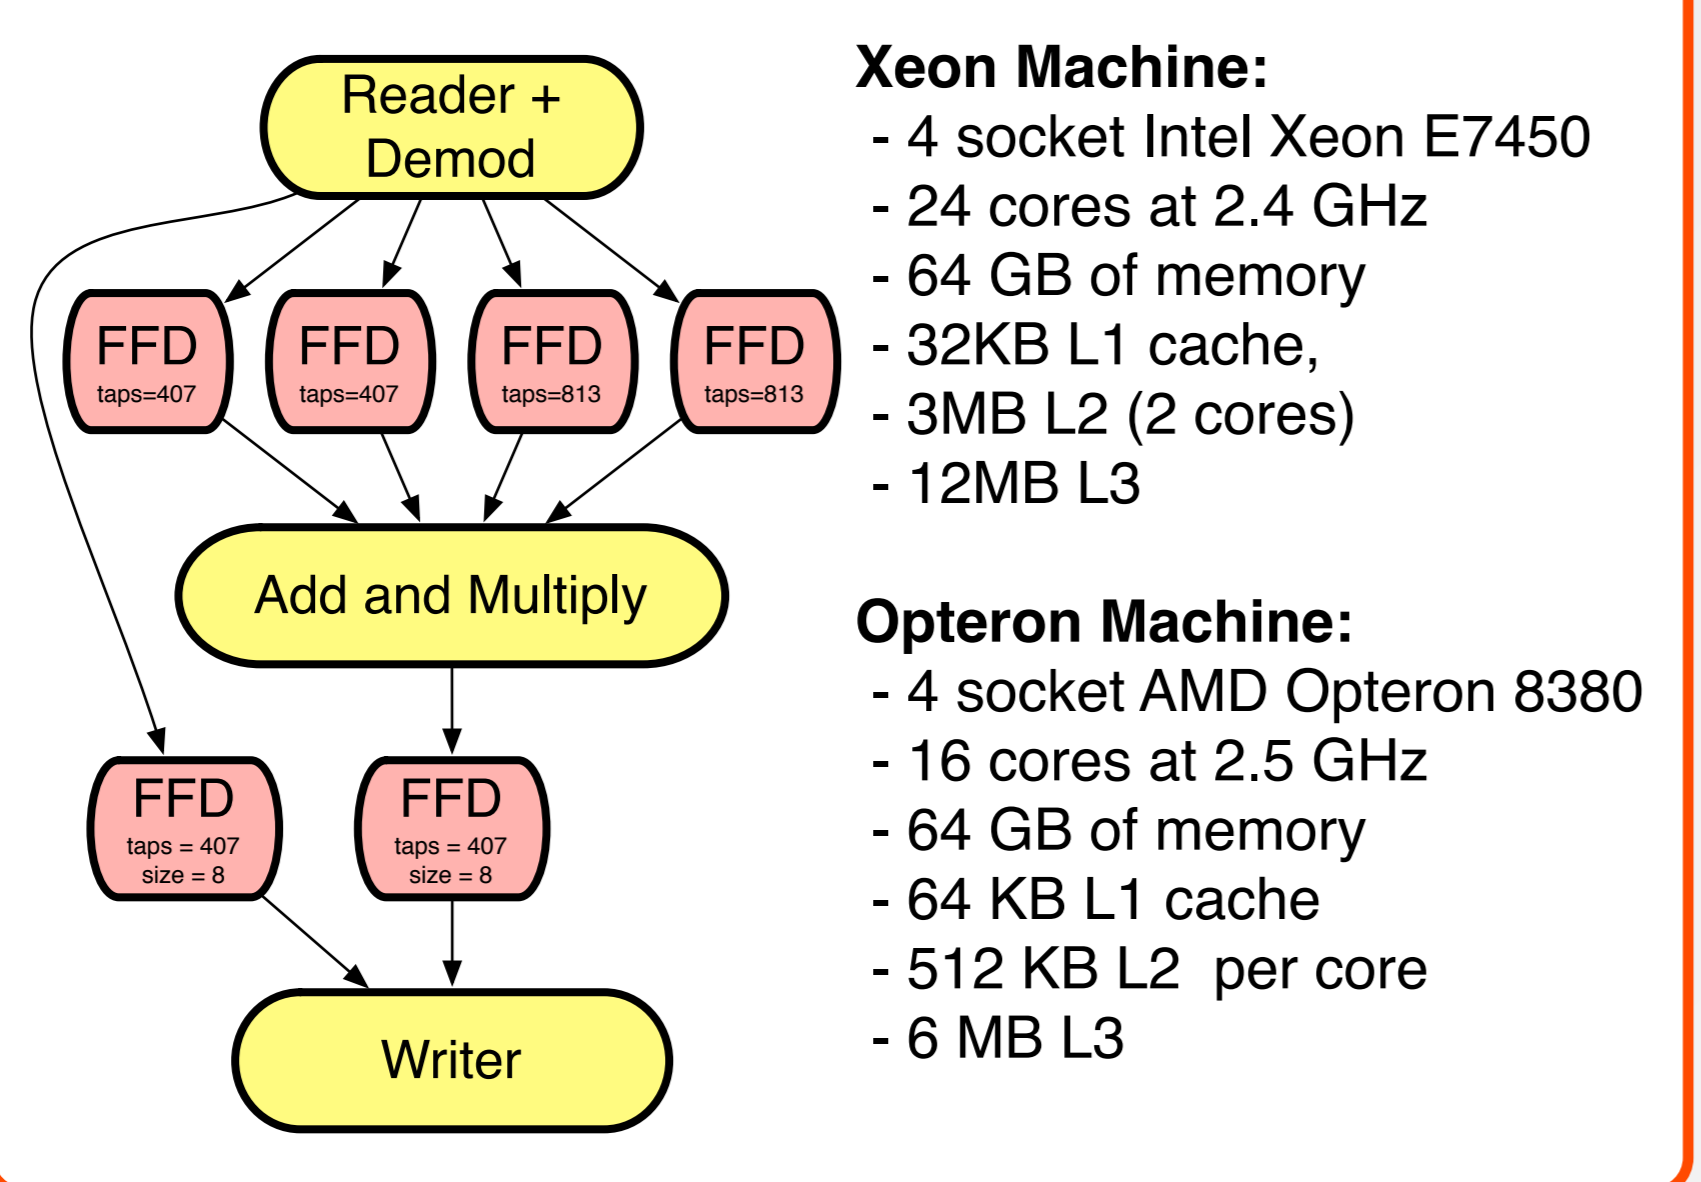 Reader +
Demod
FFD
taps=407
FFD
taps=407
FFD
taps=813
FFD
taps=813
Add and Multiply
FFD
taps = 407
size = 8
FFD
taps = 407
size = 8
Writer
Xeon Machine:
- 4 socket Intel Xeon E7450
- 24 cores at 2.4 GHz
- 64 GB of memory
- 32KB L1 cache,
- 3MB L2 (2 cores)
- 12MB L3
Opteron Machine:
- 4 socket AMD Opteron 8380
- 16 cores at 2.5 GHz
- 64 GB of memory
- 64 KB L1 cache
- 512 KB L2  per core
- 6 MB L3